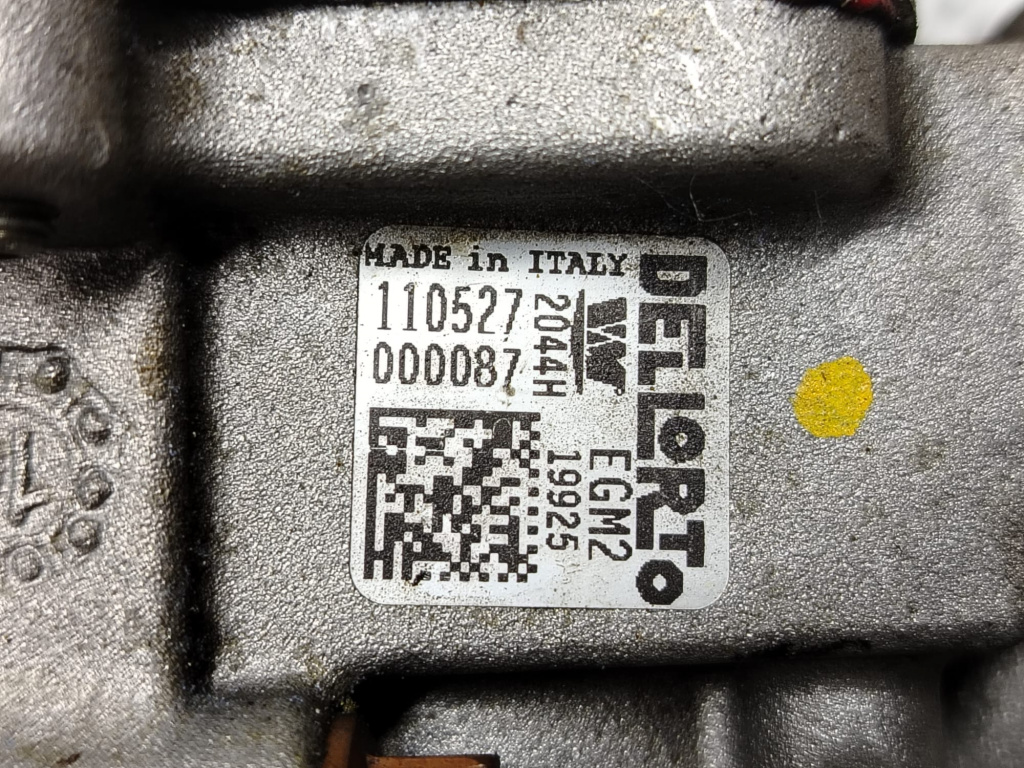 MADE in ITALY
110527
000087
2044H
W
DELLORTO
EGM2
19925